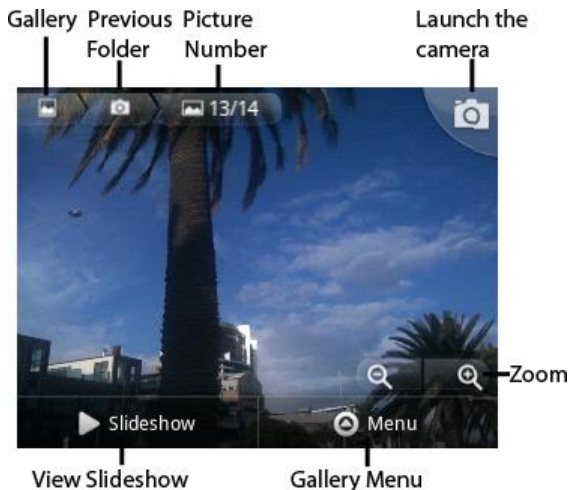 Gallery Previous Picture Launch the
Folder Number camera
13/14
Zoom
Slideshow Menu
View Slideshow Gallery Menu